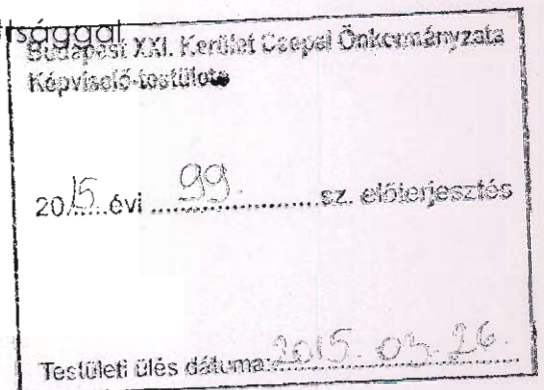 sággal
Budapest XXI. Kerület Csepel Önkormányzata
Képviselő-testülete
2015. évi 99. sz. előterjesztés
Testületi ülés dátuma: 2015. 03. 26.